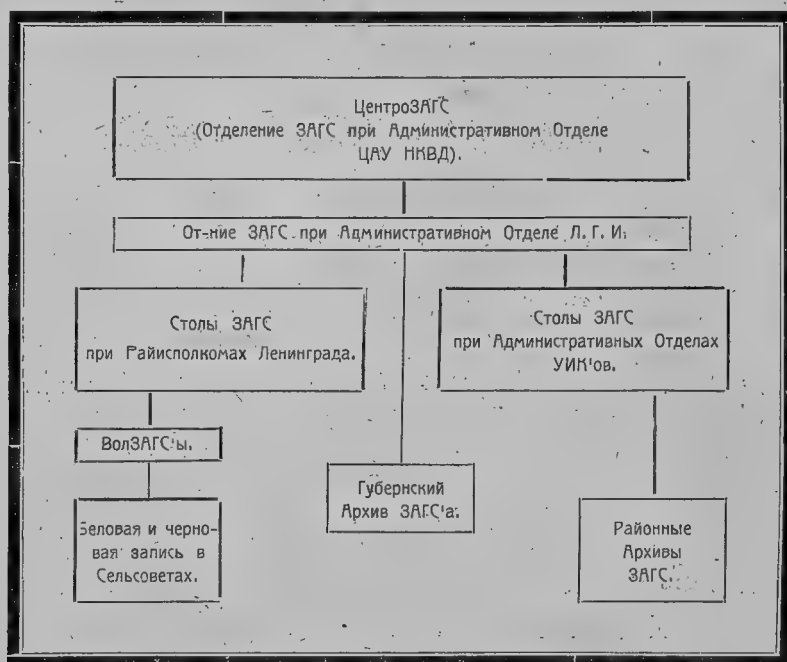 ЦентроЗАГС
(Отделение ЗАГС при Административном Отделе
ЦАУ НКВД).
От-ние ЗАГС при Административном Отделе Л. Г. И.
Столы ЗАГС
при Райисполкомах Ленинграда.
Столы ЗАГС
при Административных Отделах
УИК'ов.
ВолЗАГС'ы.
Губернский
Архив ЗАГС'а.
Беловая и черно-
вая запись в
Сельсоветах.
Районные
Архивы
ЗАГС.